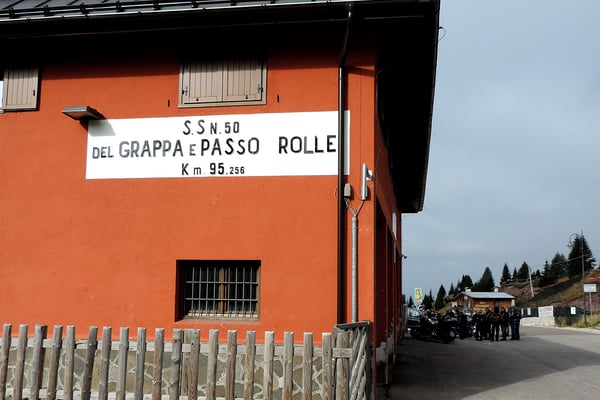 S.S N. 50
DEL GRAPPA E PASSO ROLLE
Km. 95.256